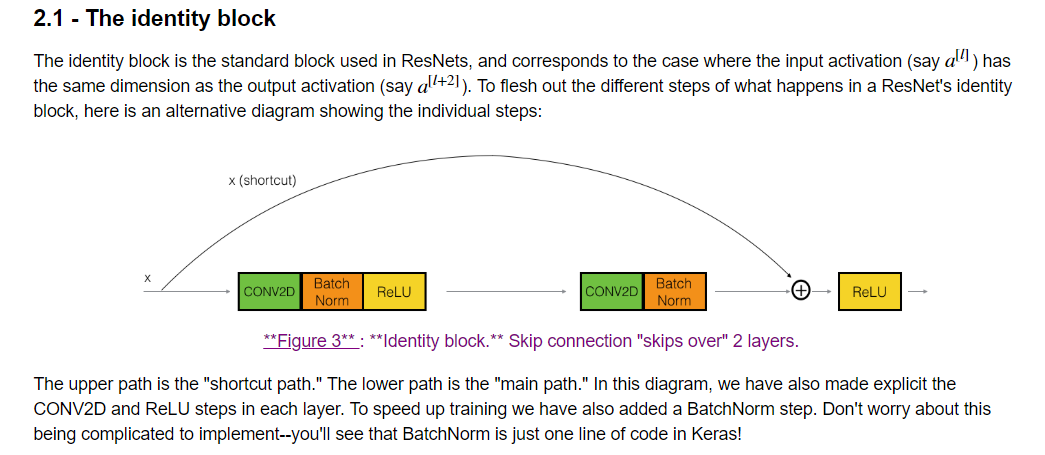 2.1 - The identity block
The identity block is the standard block used in ResNets, and corresponds to the case where the input activation (say a^[l]) has
the same dimension as the output activation (say a^[l+2]). To flesh out the different steps of what happens in a ResNet's identity
block, here is an alternative diagram showing the individual steps:
x (shortcut)
x
CONV2D
Batch
Norm
ReLU
CONV2D
Batch
Norm
+
ReLU
**Figure 3** : **Identity block.** Skip connection "skips over" 2 layers.
The upper path is the "shortcut path." The lower path is the "main path." In this diagram, we have also made explicit the
CONV2D and ReLU steps in each layer. To speed up training we have also added a BatchNorm step. Don't worry about this
being complicated to implement--you'll see that BatchNorm is just one line of code in Keras!